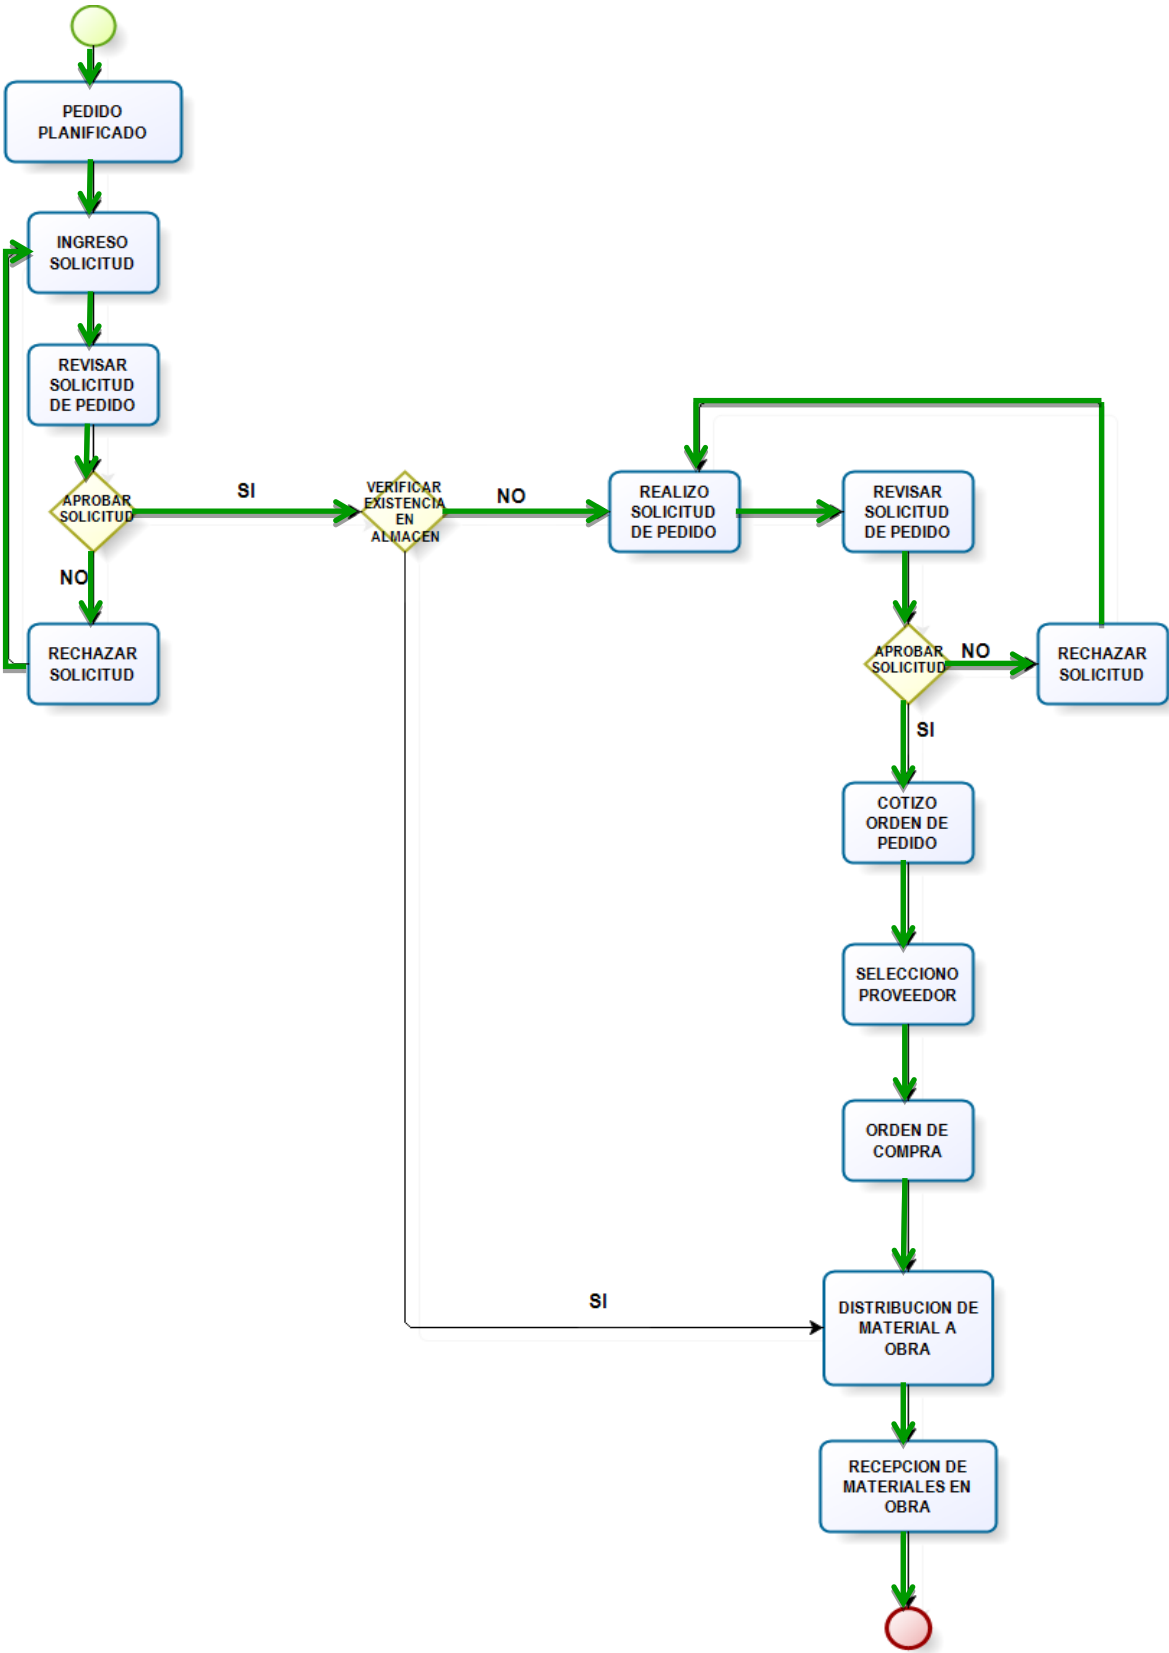 PEDIDO
PLANIFICADO
INGRESO
SOLICITUD
REVISAR
SOLICITUD
DE PEDIDO
APROBAR
SOLICITUD
SI
NO
RECHAZAR
SOLICITUD
VERIFICAR
EXISTENCIA
EN
ALMACEN
NO
REALIZO
SOLICITUD
DE PEDIDO
REVISAR
SOLICITUD
DE PEDIDO
APROBAR
SOLICITUD
NO
RECHAZAR
SOLICITUD
SI
COTIZO
ORDEN DE
PEDIDO
SELECCIONO
PROVEEDOR
ORDEN DE
COMPRA
SI
DISTRIBUCION DE
MATERIAL A
OBRA
RECEPCION DE
MATERIALES EN
OBRA